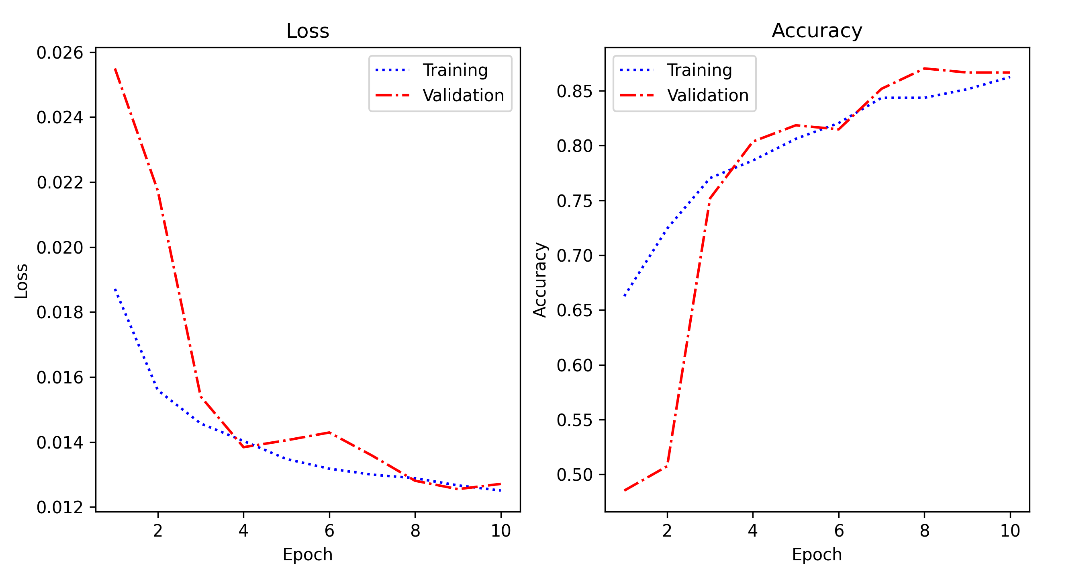 Loss
Training
Validation
0.026
0.024
0.022
0.020
0.018
0.016
0.014
0.012
Loss
2 4 6 8 10
Epoch
Accuracy
Training
Validation
0.85
0.80
0.75
0.70
0.65
0.60
0.55
0.50
Accuracy
2 4 6 8 10
Epoch